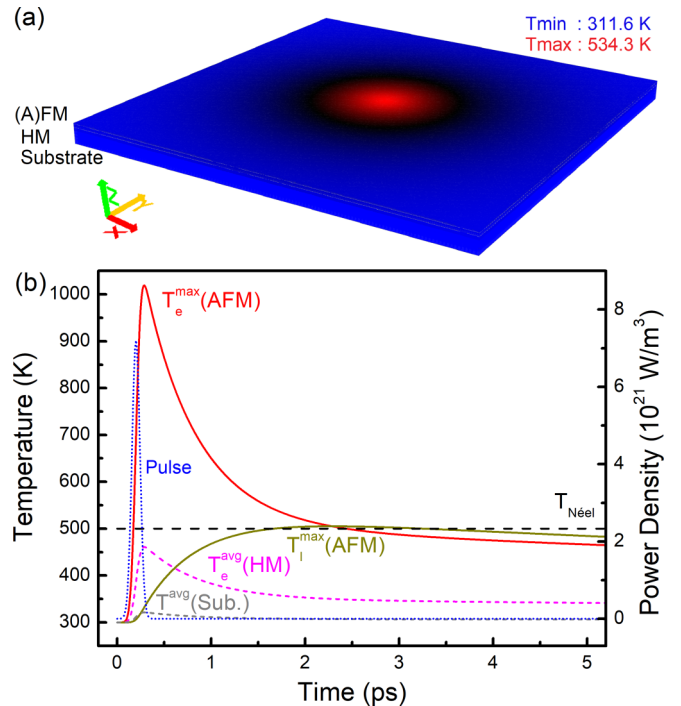 (a)
Tmin : 311.6 K
Tmax : 534.3 K
(A)FM
HM
Substrate
Z
Y
X
(b)
1000
900
800
700
600
500
400
300
Temperature (K)
T_e^max(AFM)
Pulse
T_Néel
T_l^max(AFM)
T_e^avg(HM)
T^avg(Sub.)
8
6
4
2
0
Power Density (10^21 W/m^3)
0
1
2
3
4
5
Time (ps)